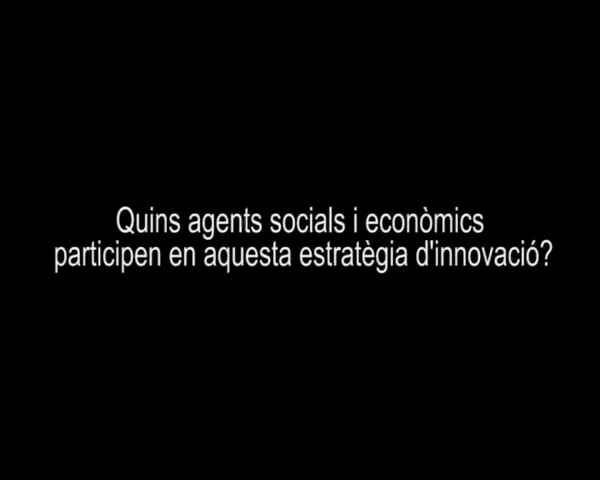 Quins agents socials i econòmics
participen en aquesta estratègia d'innovació?